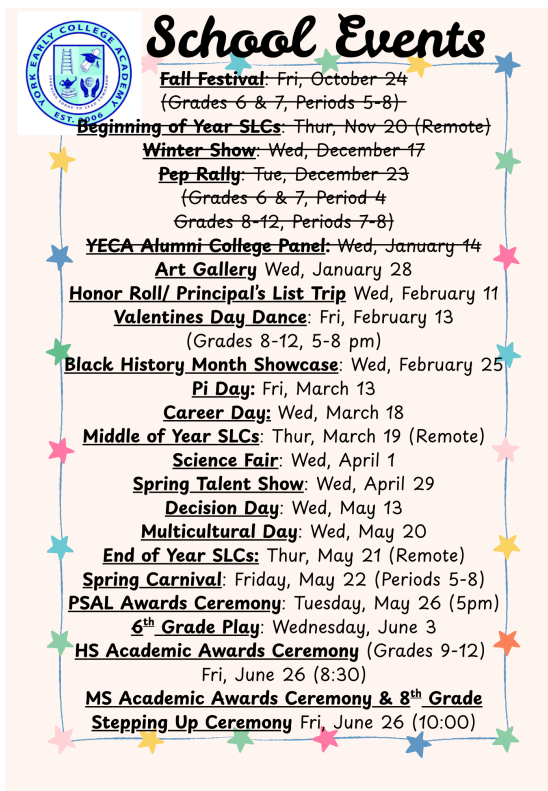 School Events
YORK EARLY COLLEGE ACADEMY
EST. 2006
Fall Festival: Fri, October 24
(Grades 6 & 7, Periods 5-8)
Beginning of Year SLCs: Thur, Nov 20 (Remote)
Winter Show: Wed, December 17
Pep Rally: Tue, December 23
(Grades 6 & 7, Period 4
Grades 8-12, Periods 7-8)
YECA Alumni College Panel: Wed, January 14
Art Gallery Wed, January 28
Honor Roll/ Principal's List Trip Wed, February 11
Valentines Day Dance: Fri, February 13
(Grades 8-12, 5-8 pm)
Black History Month Showcase: Wed, February 25
Pi Day: Fri, March 13
Career Day: Wed, March 18
Middle of Year SLCs: Thur, March 19 (Remote)
Science Fair: Wed, April 1
Spring Talent Show: Wed, April 29
Decision Day: Wed, May 13
Multicultural Day: Wed, May 20
End of Year SLCs: Thur, May 21 (Remote)
Spring Carnival: Friday, May 22 (Periods 5-8)
PSAL Awards Ceremony: Tuesday, May 26 (5pm)
6th Grade Play: Wednesday, June 3
HS Academic Awards Ceremony (Grades 9-12)
Fri, June 26 (8:30)
MS Academic Awards Ceremony & 8th Grade
Stepping Up Ceremony Fri, June 26 (10:00)